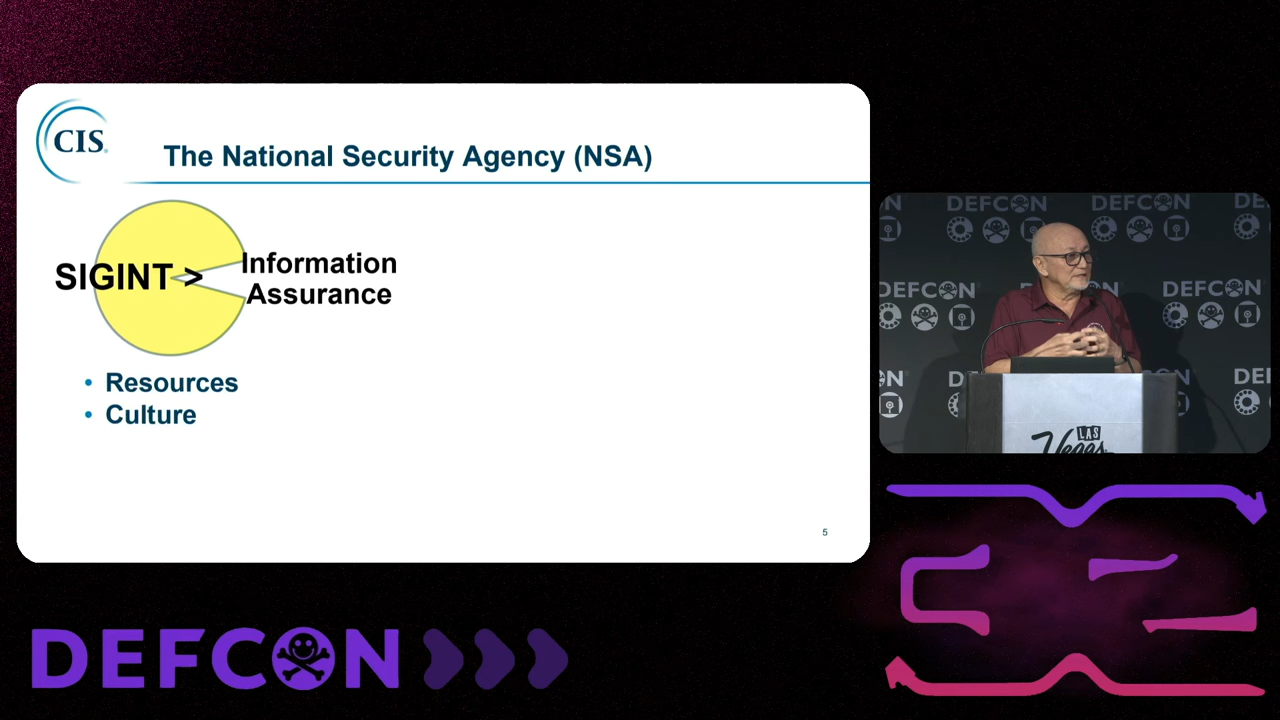 CIS
The National Security Agency (NSA)
SIGINT >
Information
Assurance
• Resources
• Culture
5
DEFCON
DEFCON
DEFCON
DEFCON
DEFCON
LAS
Vegas
DEFCON